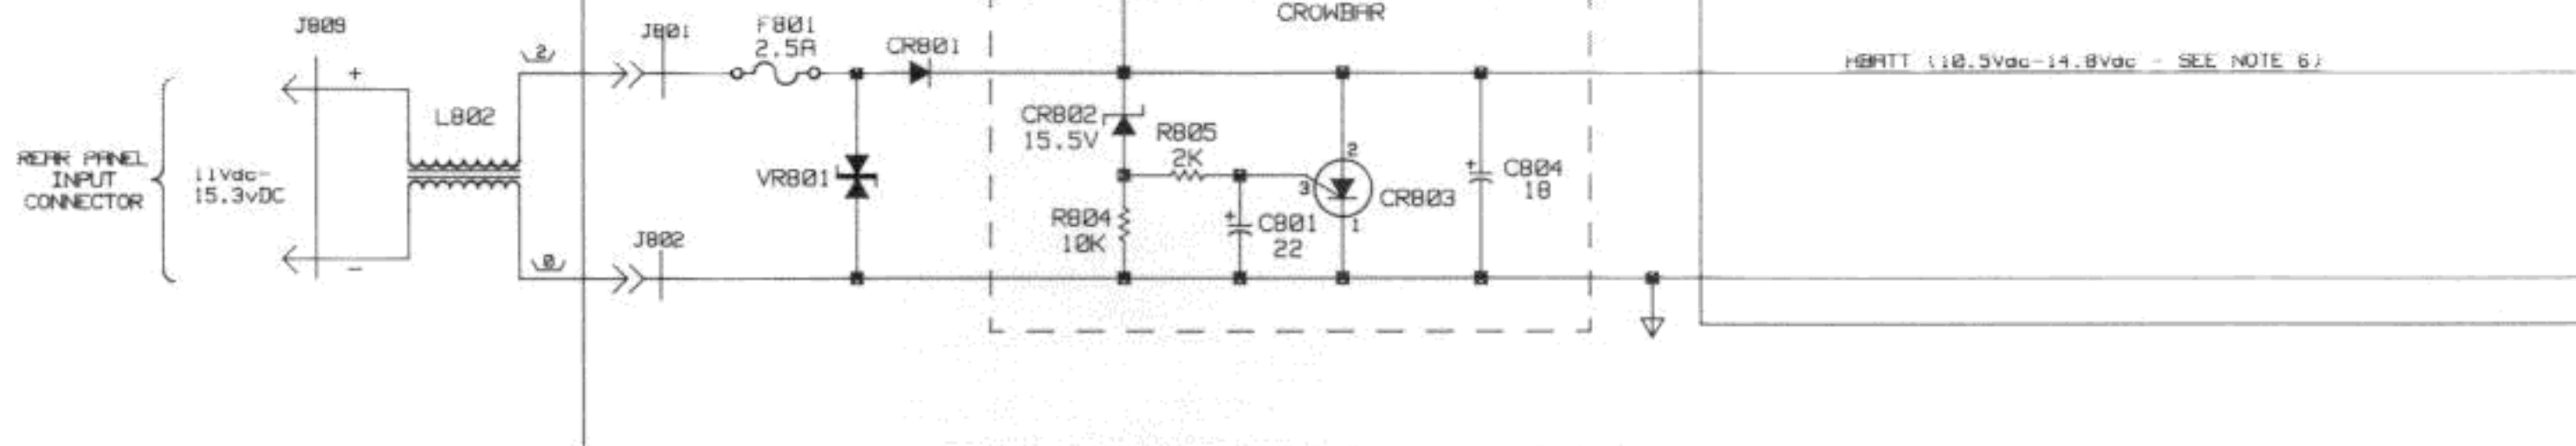 CROWBAR
J809
J801
F801
2.5A
CR801
2
HBATT (10.5Vdc-14.8Vdc - SEE NOTE 6)
+
L802
CR802
15.5V
R805
2K
2
REAR PANEL
INPUT
CONNECTOR
11Vdc-
15.3vDC
VR801
3
CR803
+
C804
18
R804
10K
+
C801
22
1
J802
0
−